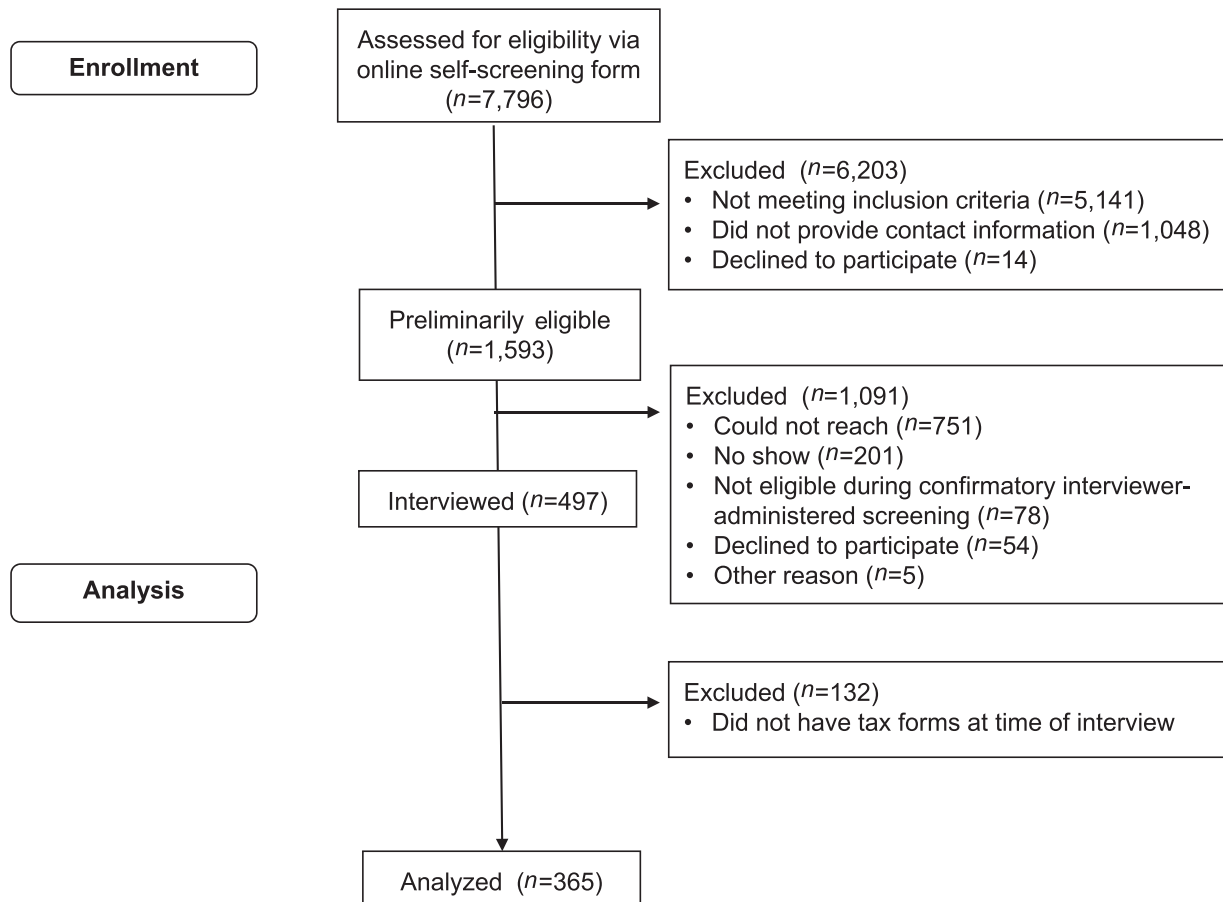 Enrollment
Assessed for eligibility via
online self-screening form
(n=7,796)
Excluded (n=6,203)
• Not meeting inclusion criteria (n=5,141)
• Did not provide contact information (n=1,048)
• Declined to participate (n=14)
Preliminarily eligible
(n=1,593)
Excluded (n=1,091)
• Could not reach (n=751)
• No show (n=201)
• Not eligible during confirmatory interviewer-
administered screening (n=78)
• Declined to participate (n=54)
• Other reason (n=5)
Interviewed (n=497)
Analysis
Excluded (n=132)
• Did not have tax forms at time of interview
Analyzed (n=365)